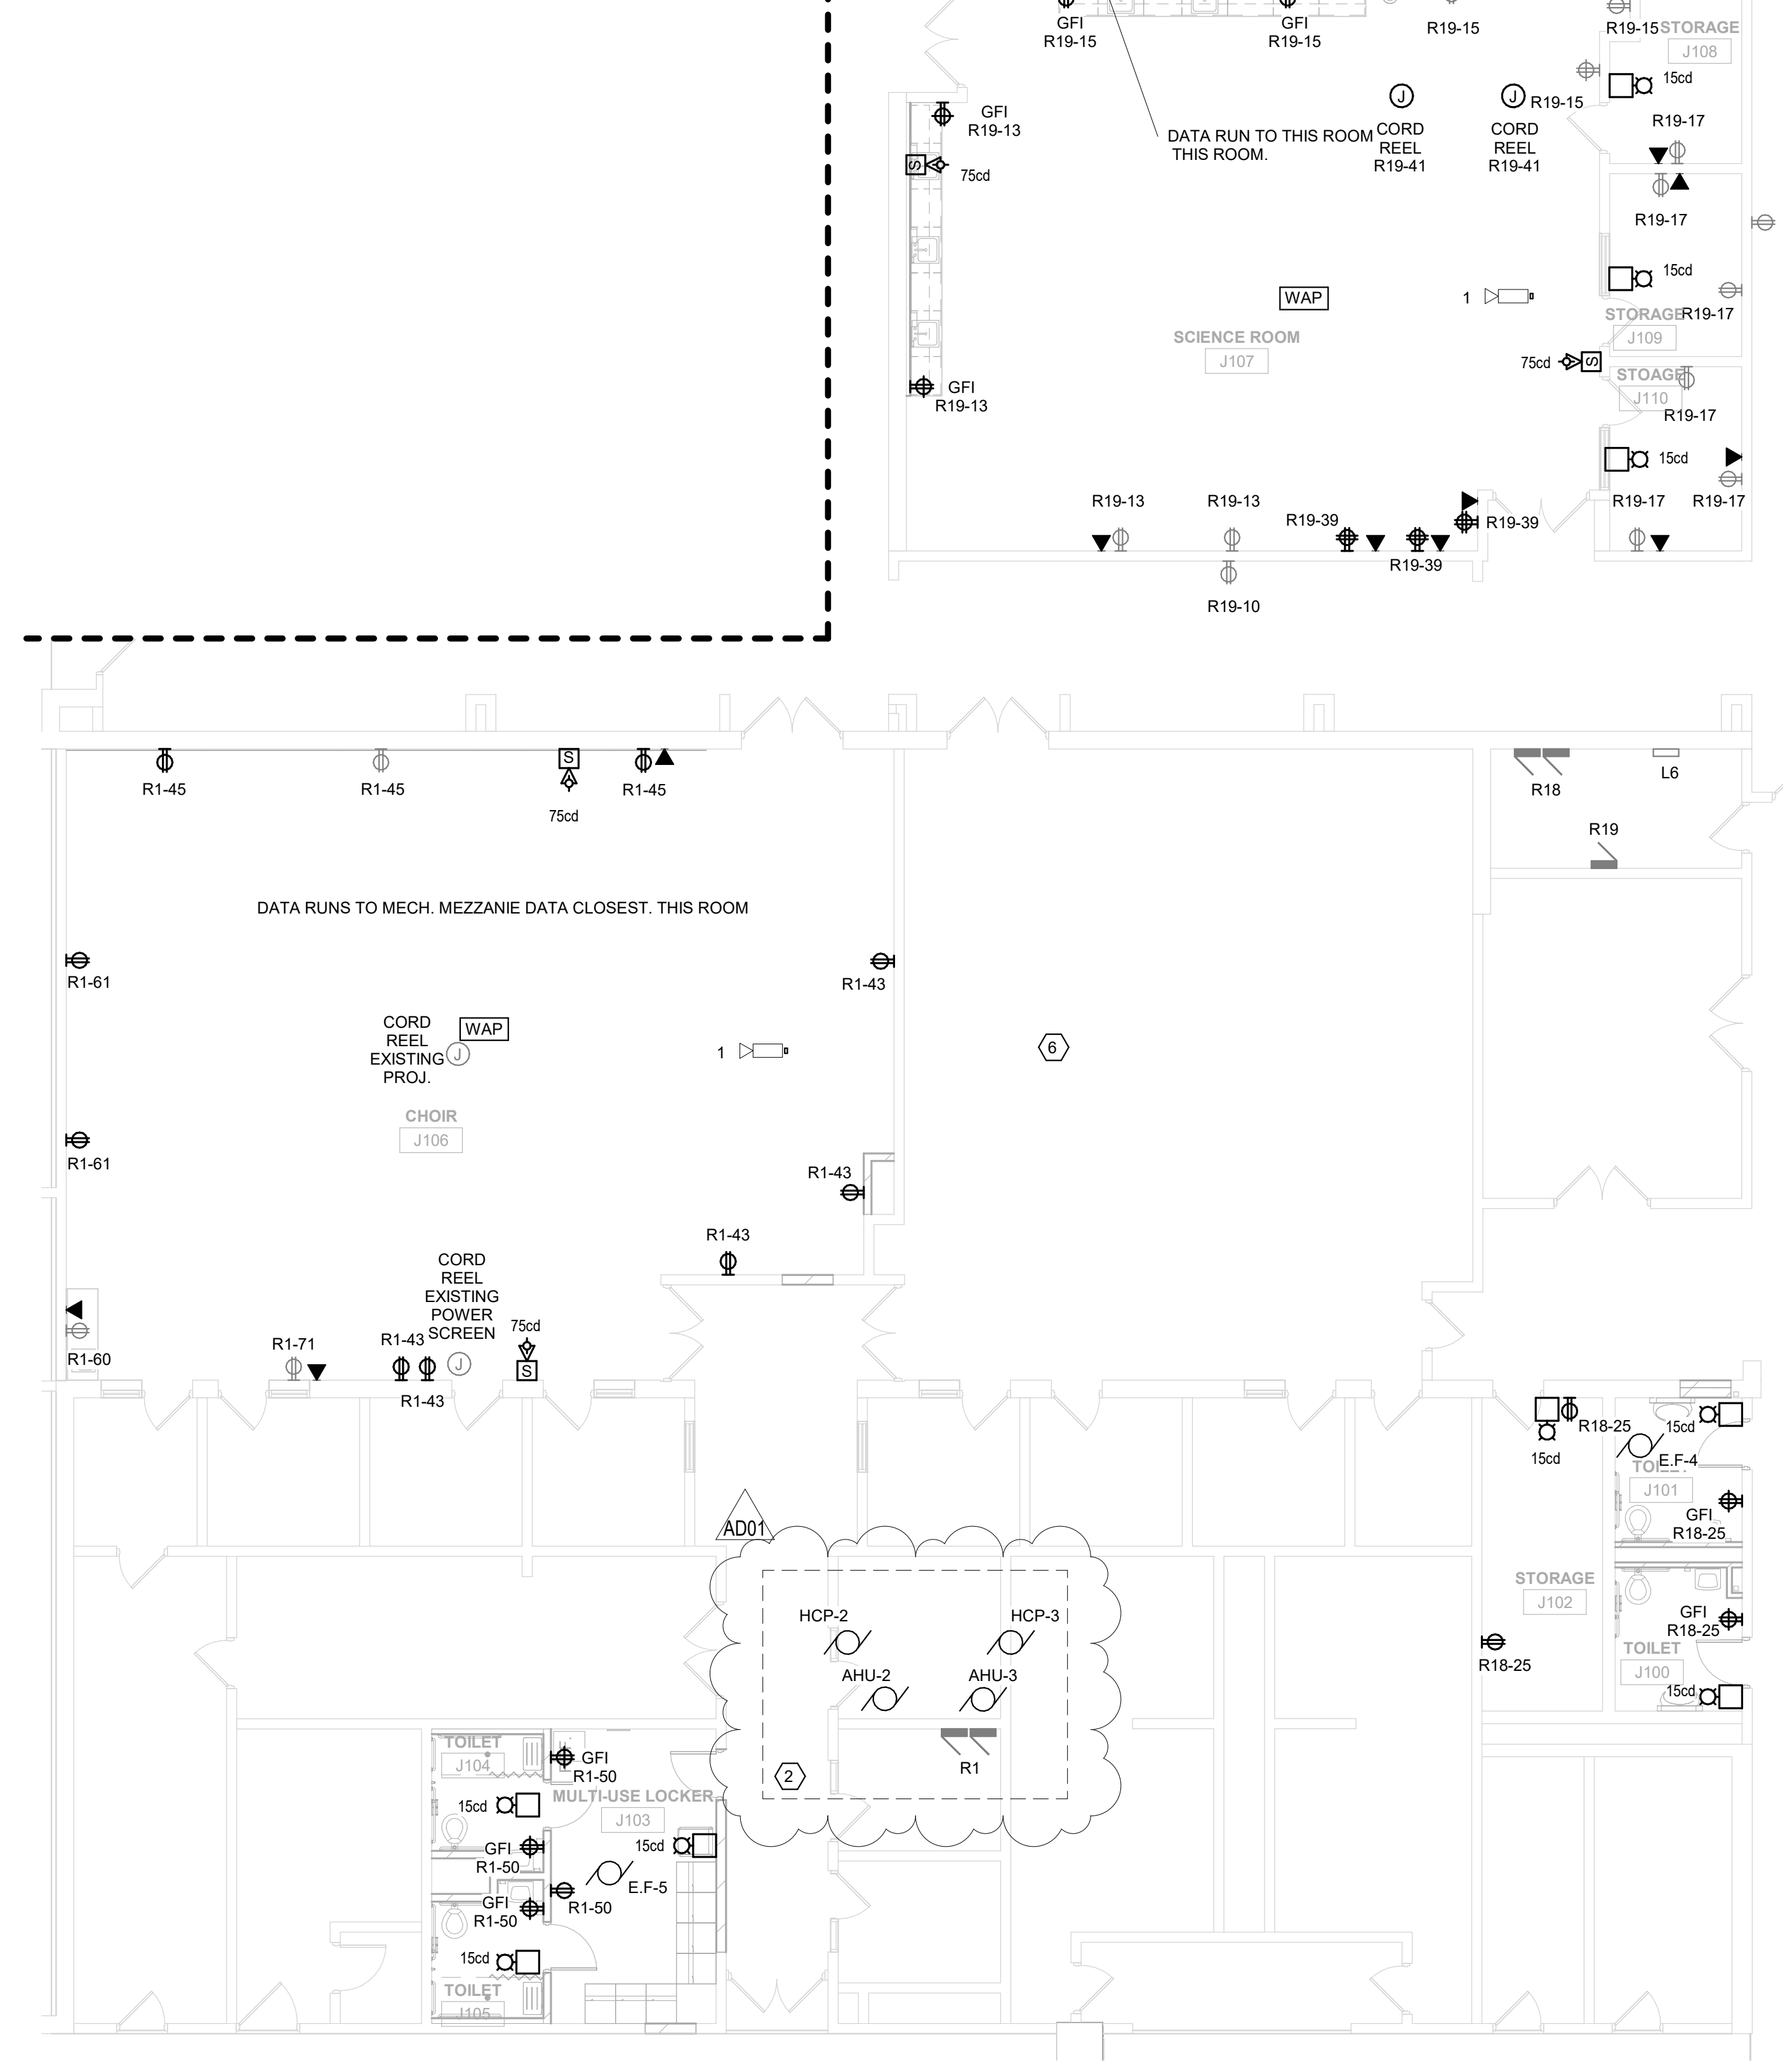 GFI
R19-15
GFI
R19-15
R19-15
R19-15
STORAGE
J108
15cd
J
J
R19-15
GFI
R19-13
DATA RUN TO THIS ROOM
THIS ROOM.
CORD
REEL
R19-41
CORD
REEL
R19-41
R19-17
S
75cd
R19-17
15cd
WAP
1
R19-17
STORAGE
J109
SCIENCE ROOM
J107
75cd
S
STOAGE
J110
GFI
R19-13
R19-17
15cd
R19-13
R19-13
R19-39
R19-39
R19-39
R19-17
R19-17
R19-10
R1-45
R1-45
S
75cd
R1-45
R18
L6
R19
DATA RUNS TO MECH. MEZZANIE DATA CLOSEST. THIS ROOM
R1-61
R1-43
CORD
REEL
EXISTING
PROJ.
J
WAP
1
6
CHOIR
J106
R1-61
R1-43
R1-43
CORD
REEL
EXISTING
POWER
SCREEN
J
75cd
S
R1-60
R1-71
R1-43
R1-43
15cd
R18-25
15cd
E.F-4
J101
GFI
R18-25
AD01
STORAGE
J102
HCP-2
HCP-3
AHU-2
AHU-3
R1
2
GFI
R18-25
R18-25
TOILET
J100
15cd
TOILET
J104
GFI
R1-50
MULTI-USE LOCKER
J103
15cd
15cd
GFI
R1-50
E.F-5
GFI
R1-50
R1-50
15cd
TOILET
J105